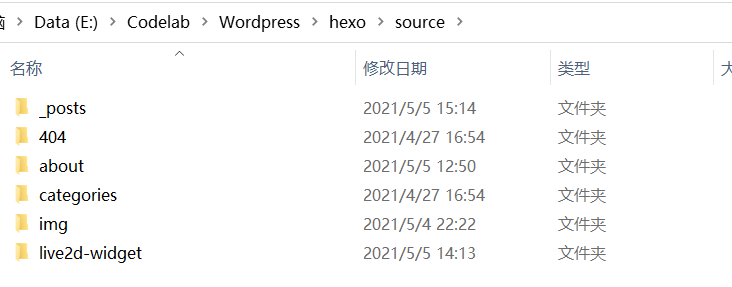 脑 > Data (E:) > Codelab > Wordpress > hexo > source >
名称 修改日期 类型 大
_posts 2021/5/5 15:14 文件夹
404 2021/4/27 16:54 文件夹
about 2021/5/5 12:50 文件夹
categories 2021/4/27 16:54 文件夹
img 2021/5/4 22:22 文件夹
live2d-widget 2021/5/5 14:13 文件夹